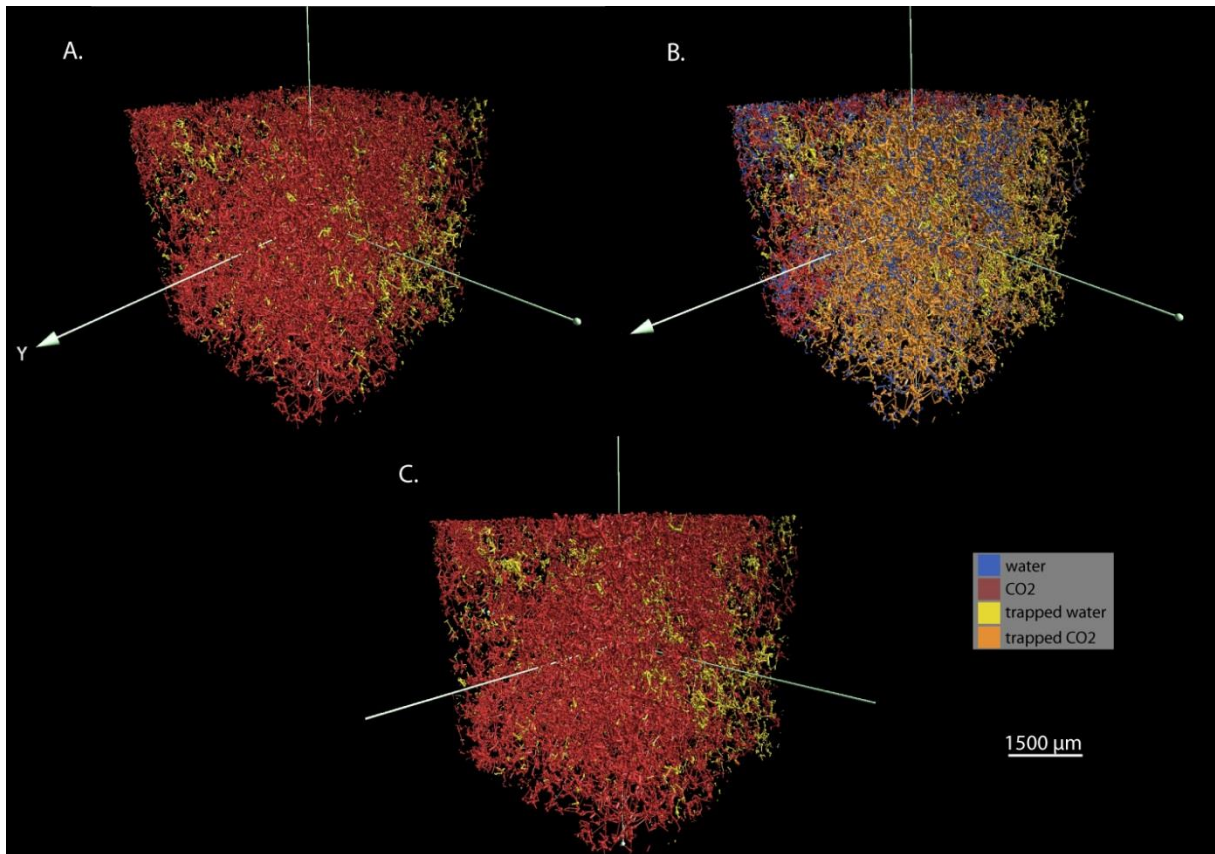 A.
B.
Y
C.
water
CO2
trapped water
trapped CO2
1500 µm